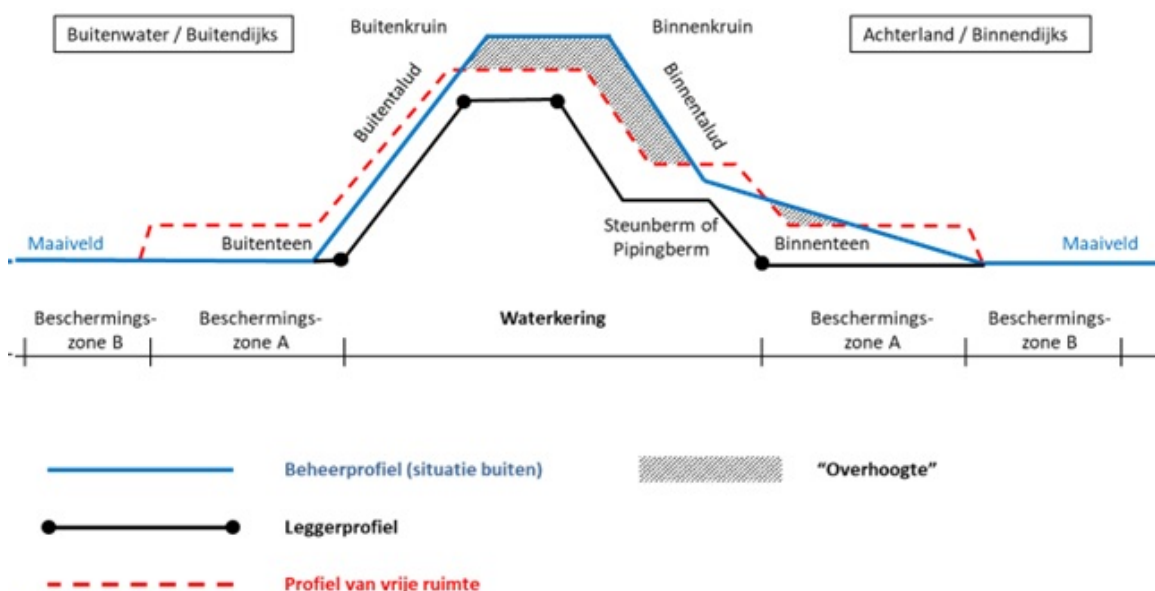 Buitenwater / Buitendijks
Buitenkruin
Binnenkruin
Achterland / Binnendijks
Buitentalud
Binnentalud
Maaiveld
Buitenteen
Steunberm of
Pipingberm
Binnenteen
Maaiveld
Beschermings-
zone B
Beschermings-
zone A
Waterkering
Beschermings-
zone A
Beschermings-
zone B
Beheerprofiel (situatie buiten)
“Overhoogte”
Leggerprofiel
Profiel van vrije ruimte